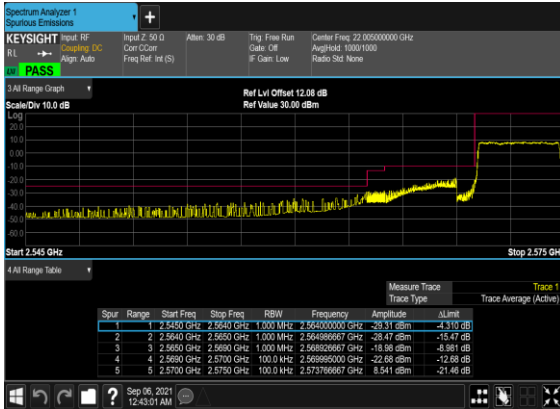 Spectrum Analyzer 1
Spurious Emissions
KEYSIGHT
Input: RF
Input Z: 50 Ω
Atten: 30 dB
Trig: Free Run
Center Freq: 22.005000000 GHz
RL
Coupling: DC
Corr CCorr
Gate: Off
Avg|Hold: 1000/1000
Align: Auto
Freq Ref: Int (S)
IF Gain: Low
Radio Std: None
PASS
3 All Range Graph
Scale/Div 10.0 dB
Ref Lvl Offset 12.08 dB
Ref Value 30.00 dBm
Log
20.0
10.0
0.00
-10.0
-20.0
-30.0
-40.0
-50.0
-60.0
Start 2.545 GHz
Stop 2.575 GH
4 All Range Table
Measure Trace Trace 1
Trace Type Trace Average (Active)
Spur Range Start Freq Stop Freq RBW Frequency Amplitude ΔLimit
1 1 2.5450 GHz 2.5640 GHz 1.000 MHz 2.564000000 GHz -29.31 dBm -4.310 dB
2 2 2.5640 GHz 2.5650 GHz 1.000 MHz 2.564986667 GHz -28.47 dBm -15.47 dB
3 3 2.5650 GHz 2.5690 GHz 1.000 MHz 2.568926667 GHz -18.98 dBm -8.981 dB
4 4 2.5690 GHz 2.5700 GHz 100.0 kHz 2.569995000 GHz -22.68 dBm -12.68 dB
5 5 2.5700 GHz 2.5750 GHz 100.0 kHz 2.573766667 GHz 8.541 dBm -21.46 dB
Sep 06, 2021
12:43:01 AM